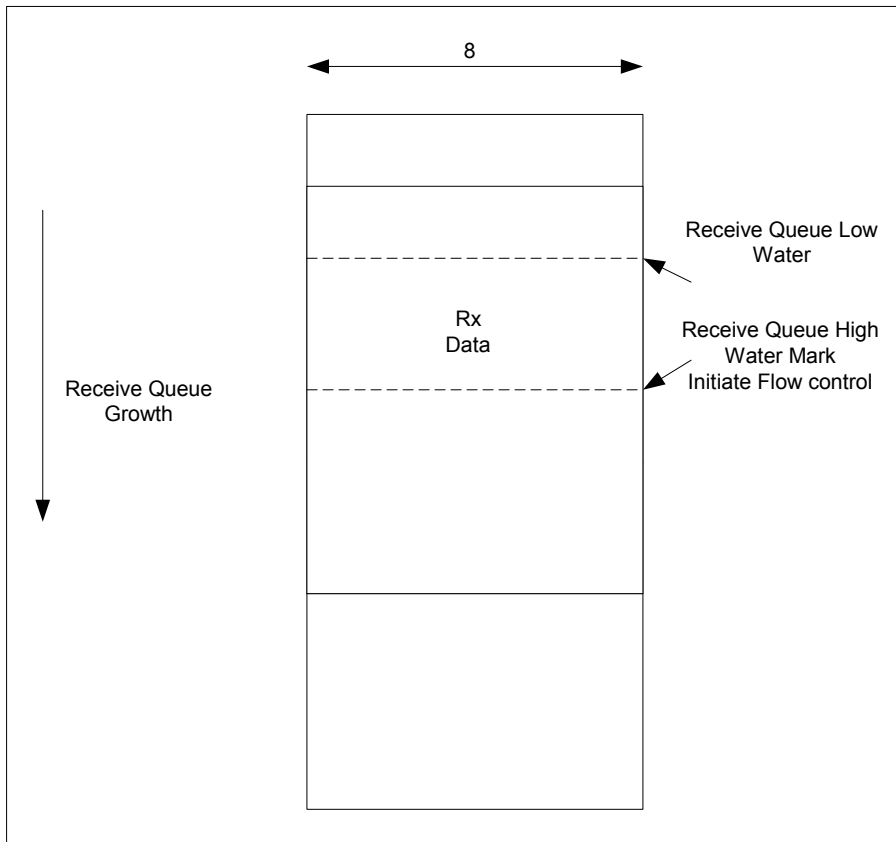 8
Receive Queue Low
Water
Rx
Data
Receive Queue High
Water Mark
Initiate Flow control
Receive Queue
Growth